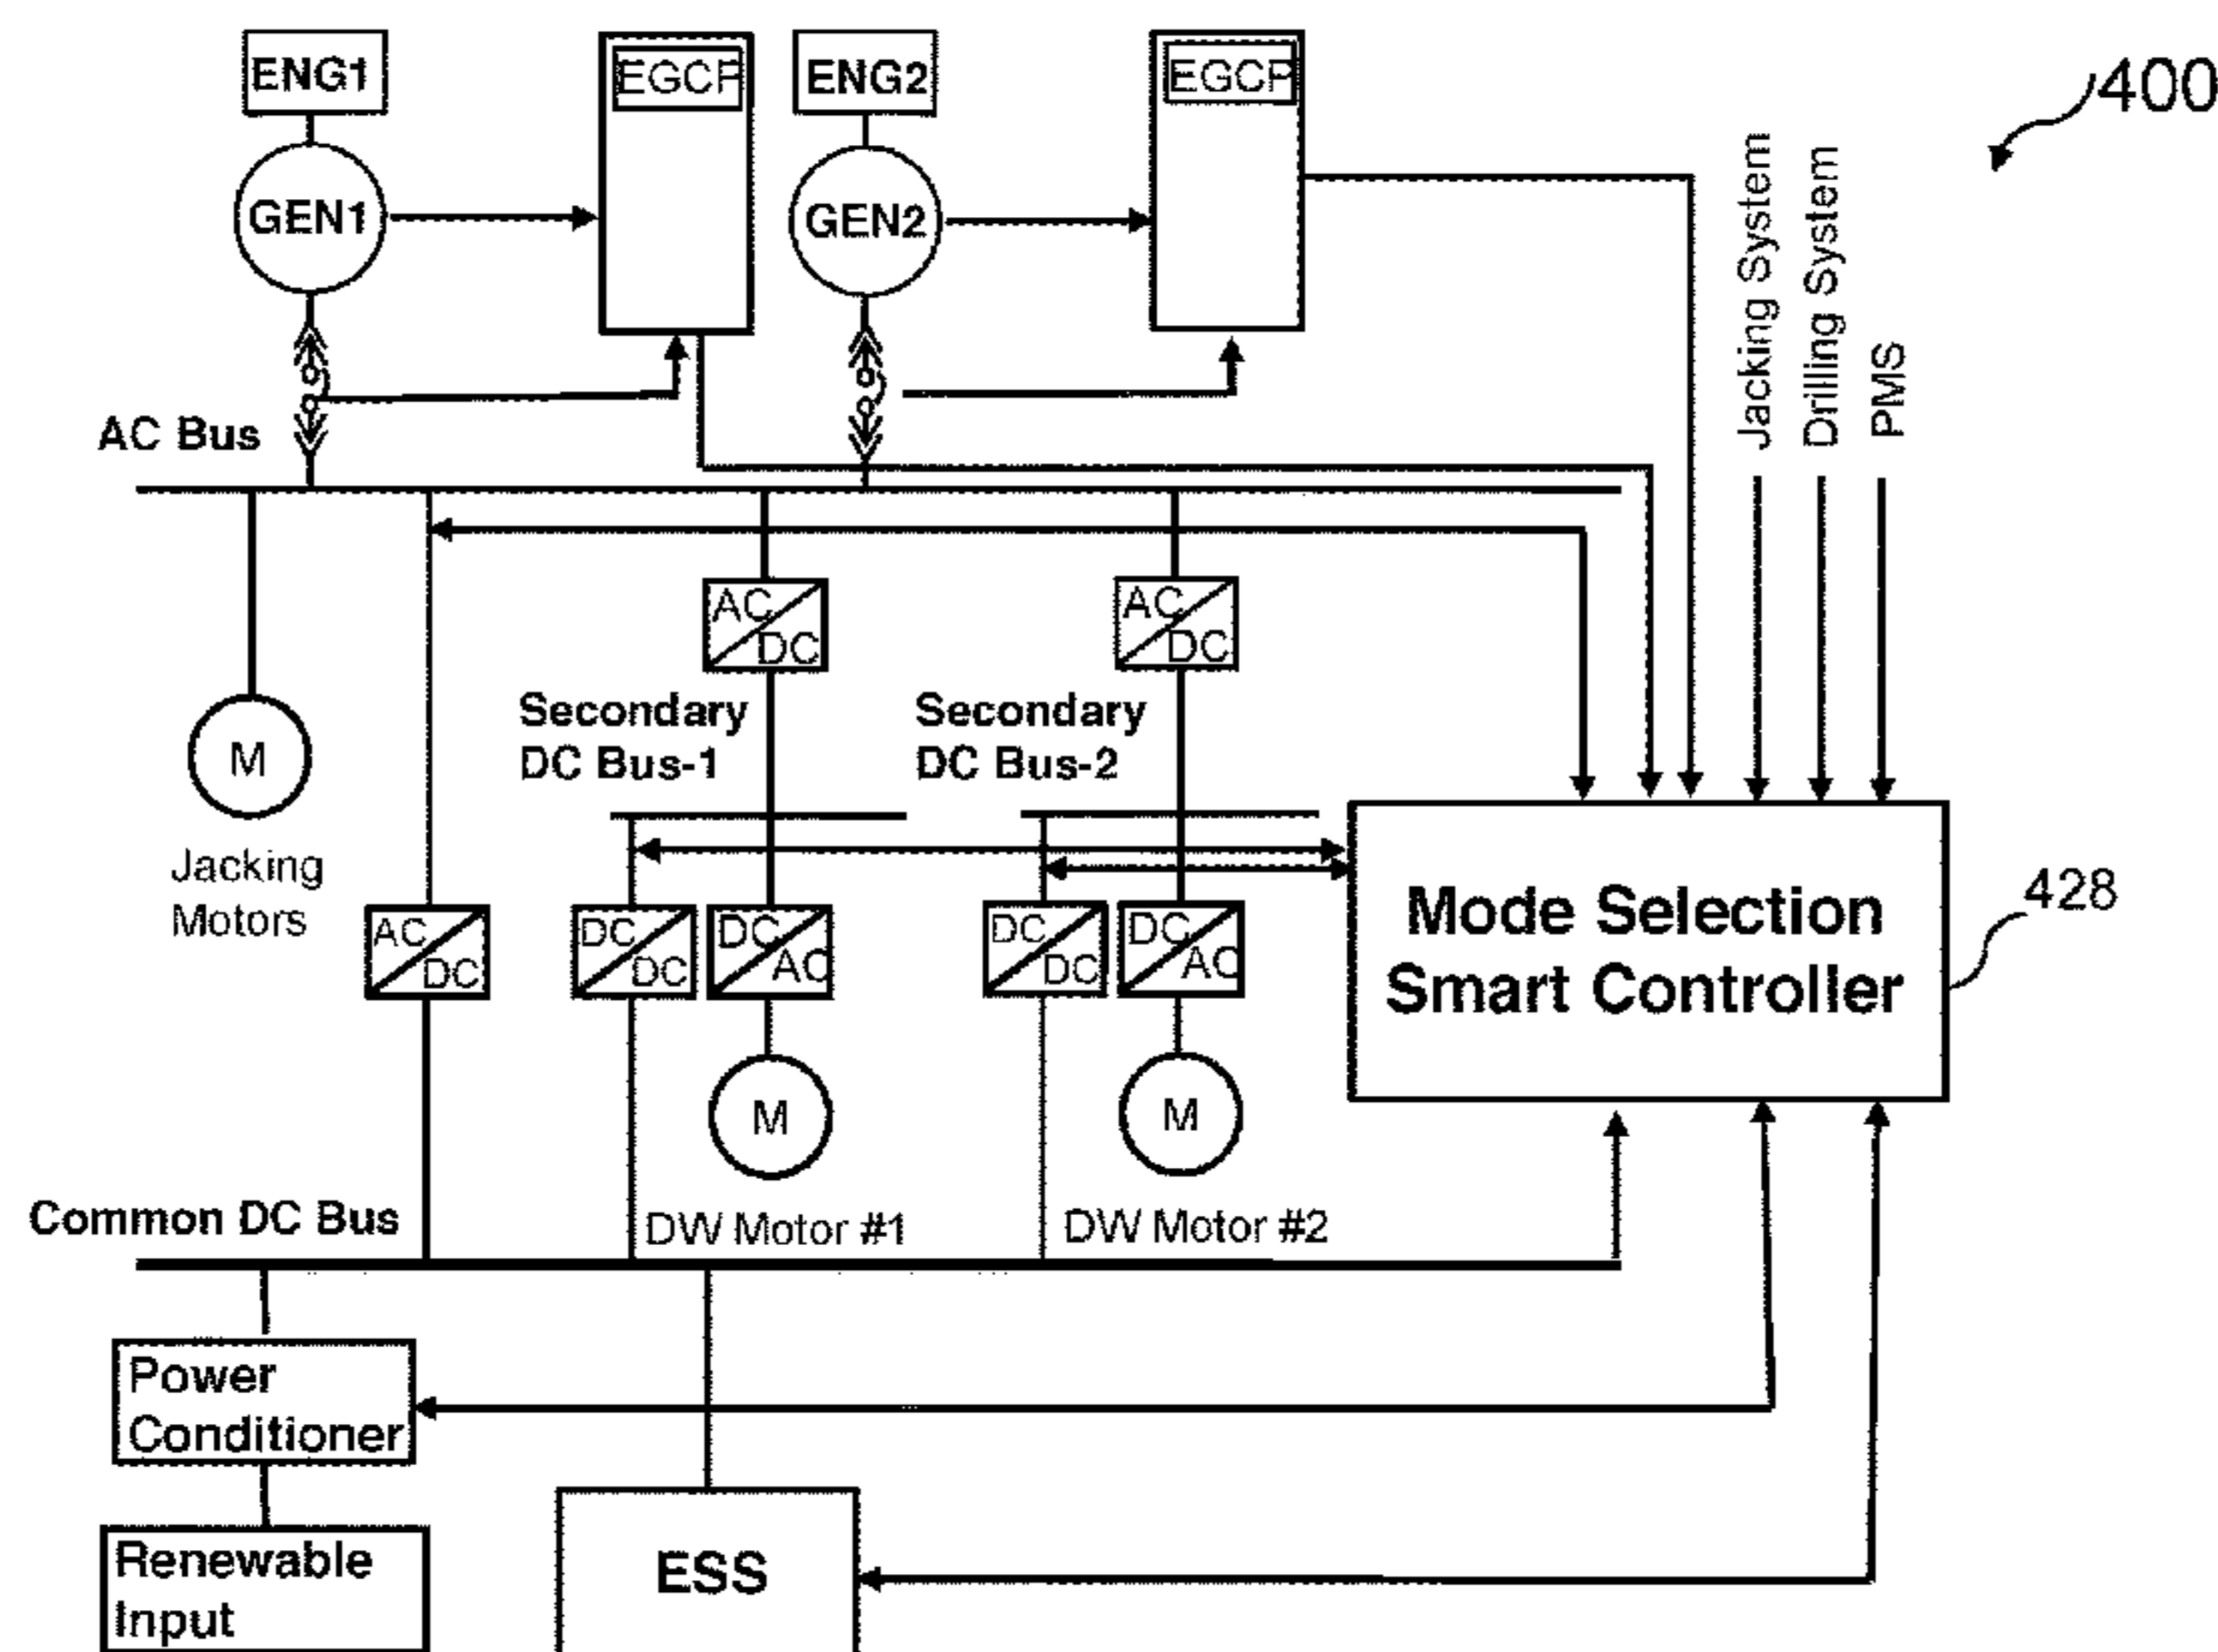 ENG1
EGCP
ENG2
EGCP
400
GEN1
GEN2
Jacking System
Drilling System
PMS
AC Bus
AC
DC
AC
DC
Secondary
DC Bus-1
Secondary
DC Bus-2
M
Jacking
Motors
AC
DC
DC
DC
DC
AC
DC
DC
DC
AC
Mode Selection
Smart Controller
428
M
M
Common DC Bus
DW Motor #1
DW Motor #2
Power
Conditioner
Renewable
Input
ESS